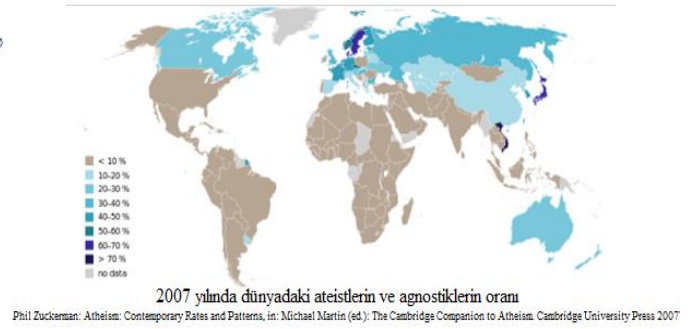 < 10 %
10-20 %
20-30 %
30-40 %
40-50 %
50-60 %
60-70 %
> 70 %
no data
2007 yılında dünyadaki ateistlerin ve agnostiklerin oranı
Phil Zuckerman: Atheism: Contemporary Rates and Patterns, in: Michael Martin (ed.): The Cambridge Companion to Atheism. Cambridge University Press 2007